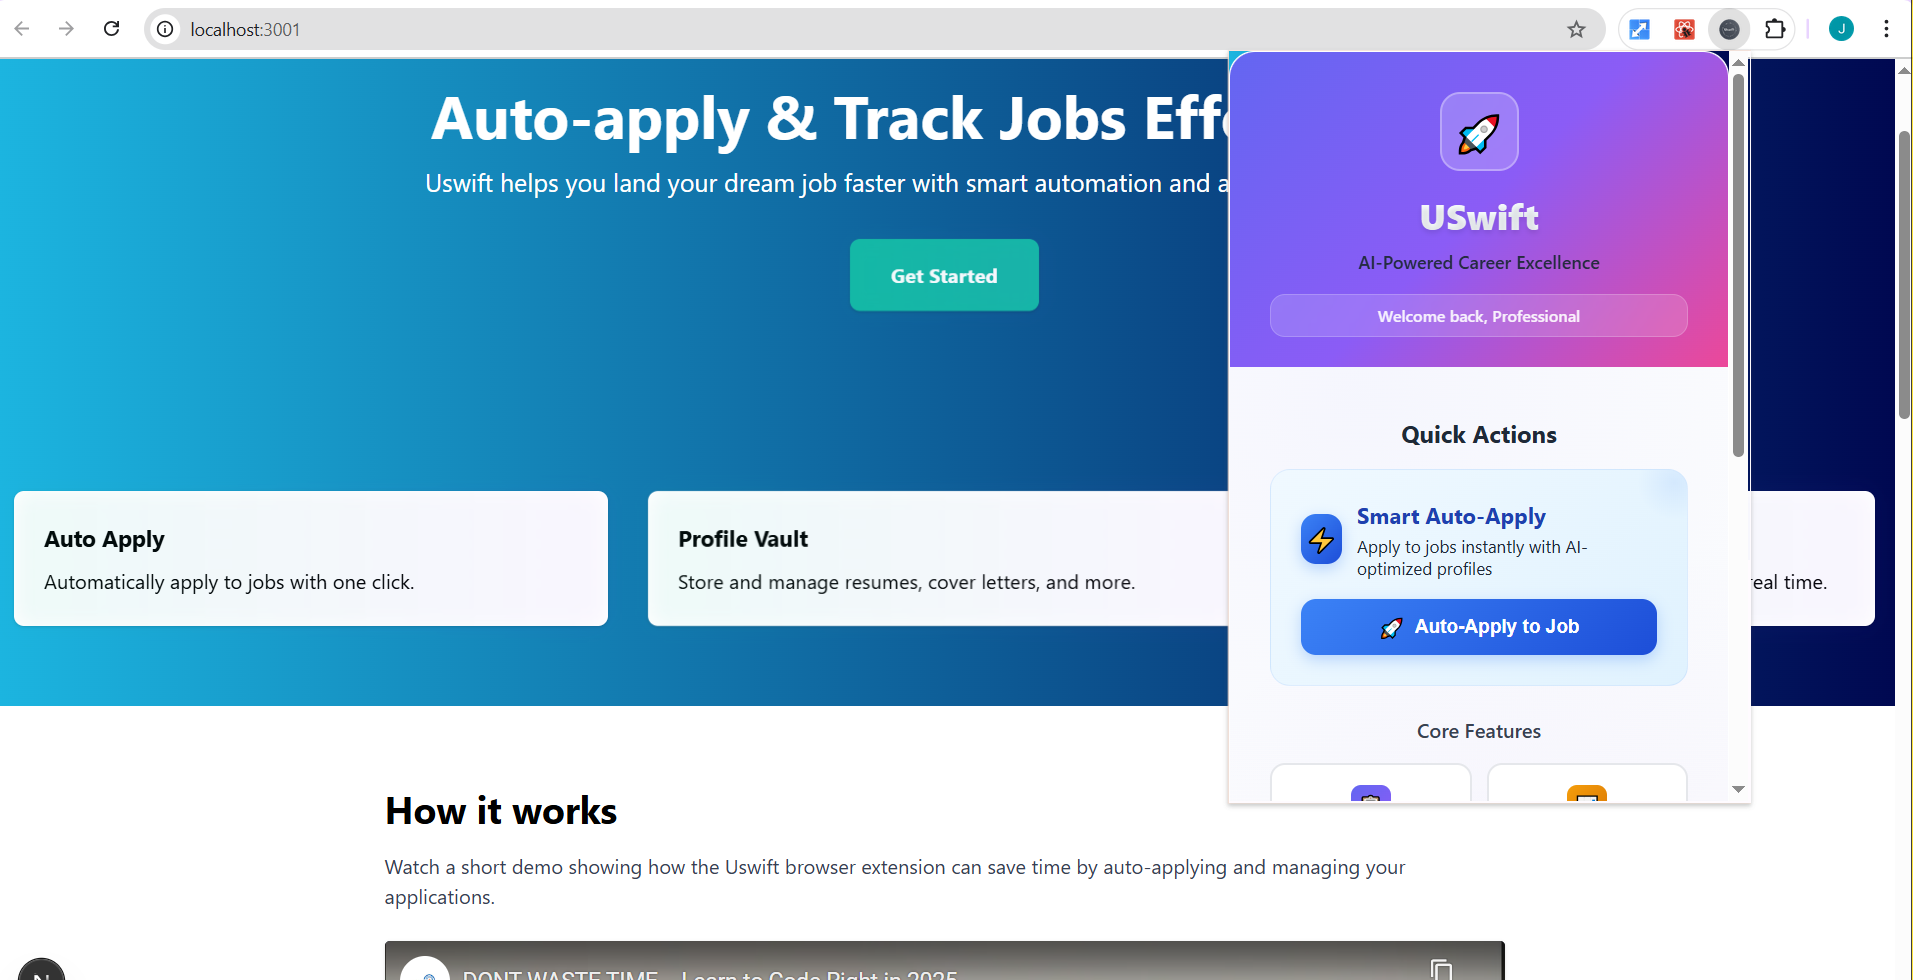 localhost:3001
J
Auto-apply & Track Jobs Eff
Uswift helps you land your dream job faster with smart automation and a
Get Started
Auto Apply
Automatically apply to jobs with one click.
Profile Vault
Store and manage resumes, cover letters, and more.
real time.
USwift
AI-Powered Career Excellence
Welcome back, Professional
Quick Actions
Smart Auto-Apply
Apply to jobs instantly with AI-
optimized profiles
Auto-Apply to Job
Core Features
How it works
Watch a short demo showing how the Uswift browser extension can save time by auto-applying and managing your
applications.
DONT WASTE TIME - Learn to Code Right in 2025
N